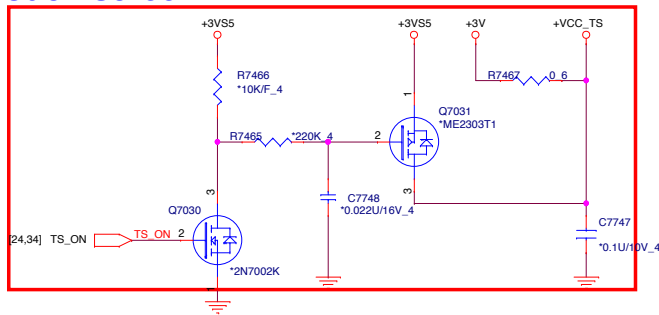 +3VS5
+3VS5
+3V
+VCC_TS
R7466
*10K/F_4
R7467
0_6
1
Q7031
*ME2303T1
R7465
*220K_4
2
3
3
C7748
*0.022U/16V_4
Q7030
C7747
*0.1U/10V_4
[24,34]
TS_ON
TS_ON
2
*2N7002K
1